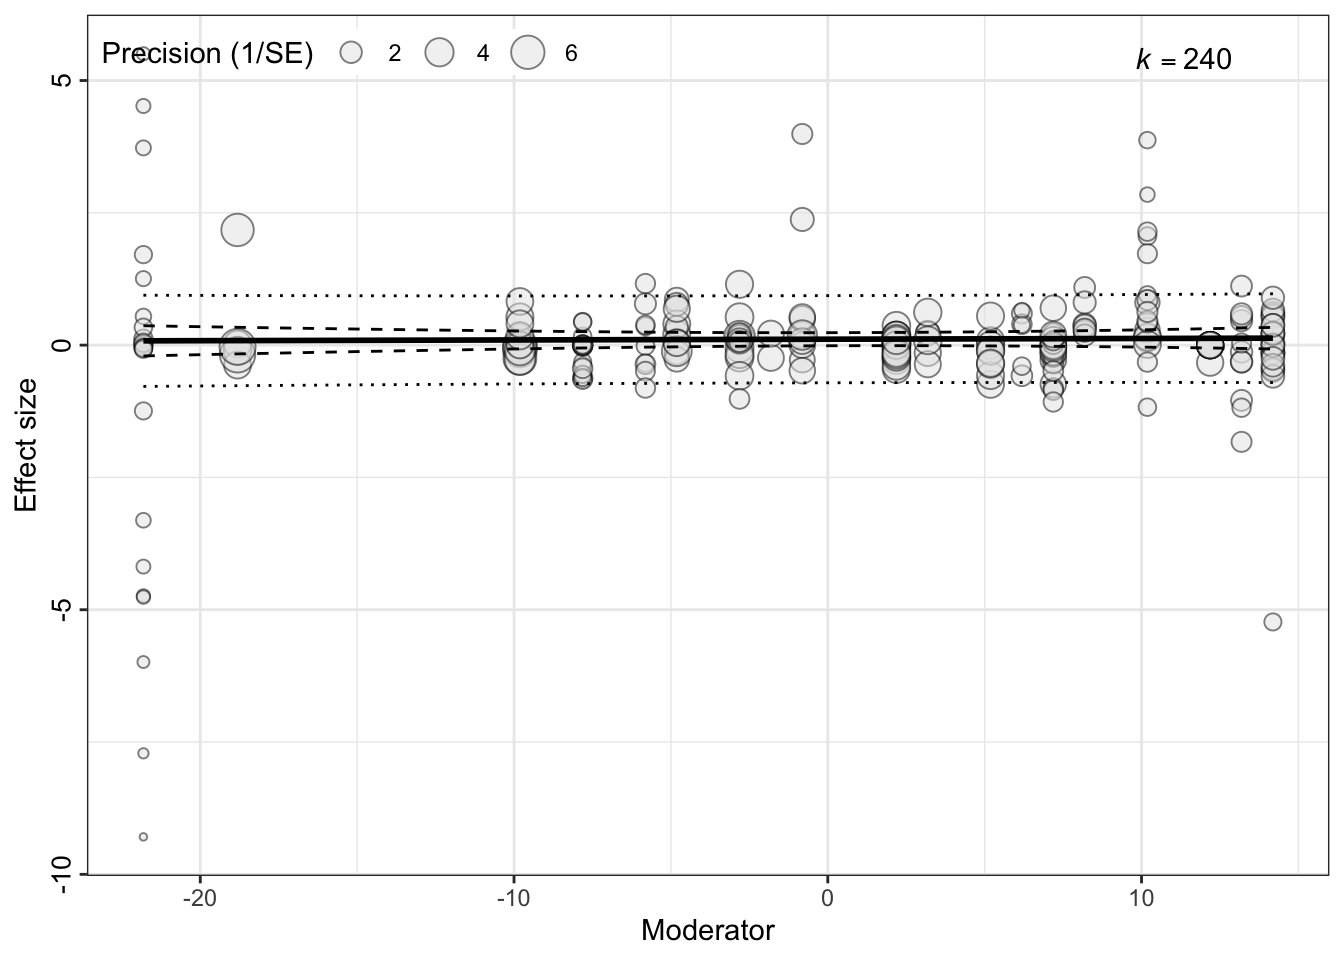 Precision (1/SE) 2 4 6
k = 240
5
0
-5
-10
Effect size
-20 -10 0 10
Moderator